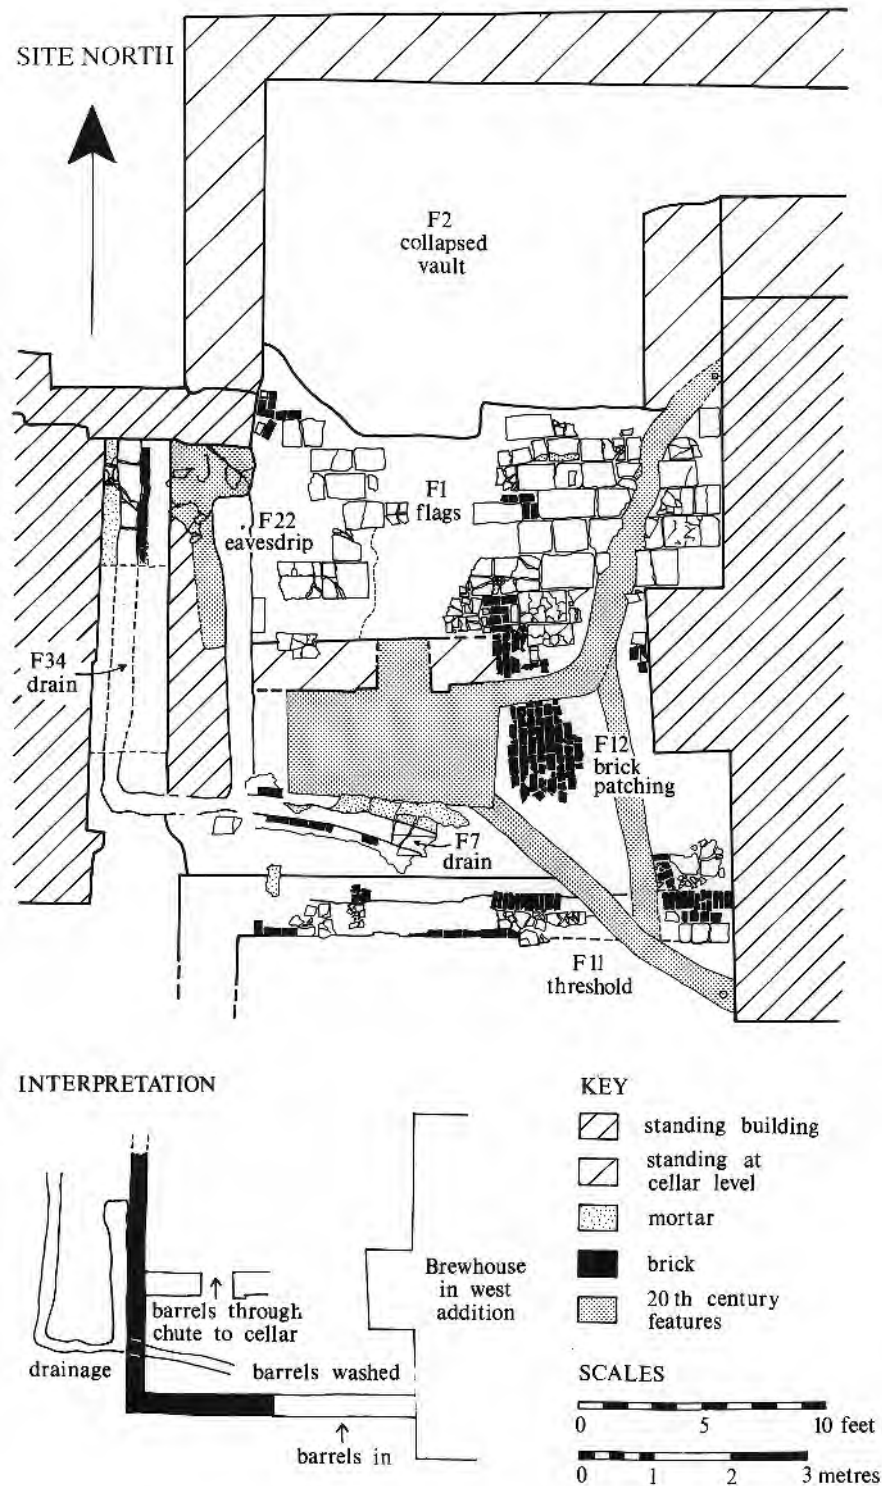 SITE NORTH
F2
collapsed
vault
F1
flags
F22
eavesdrip
F34
drain
F12
brick
patching
F7
drain
F11
threshold
INTERPRETATION
Brewhouse
in west
addition
barrels through
chute to cellar
drainage
barrels washed
barrels in
KEY
standing building
standing at
cellar level
mortar
brick
20th century
features
SCALES
0 5 10 feet
0 1 2 3 metres